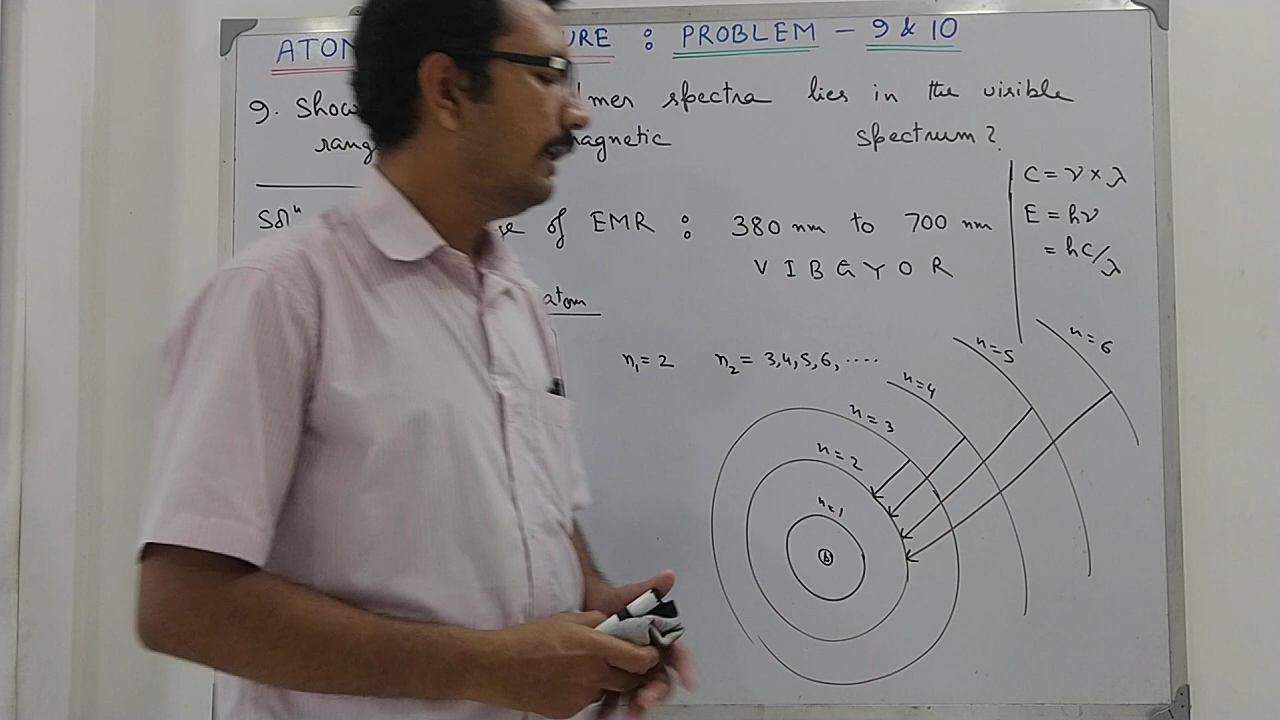 ATOM URE : PROBLEM – 9 & 10
9. Show lmer spectra lies in the visible
rang magnetic spectrum ?
Solⁿ of EMR : 380 nm to 700 nm
V I B G Y O R
atom
C = ν × λ
E = hν
= hc/λ
n₁ = 2 n₂ = 3,4,5,6, ....
n = 6
n = 5
n = 4
n = 3
n = 2
n = 1